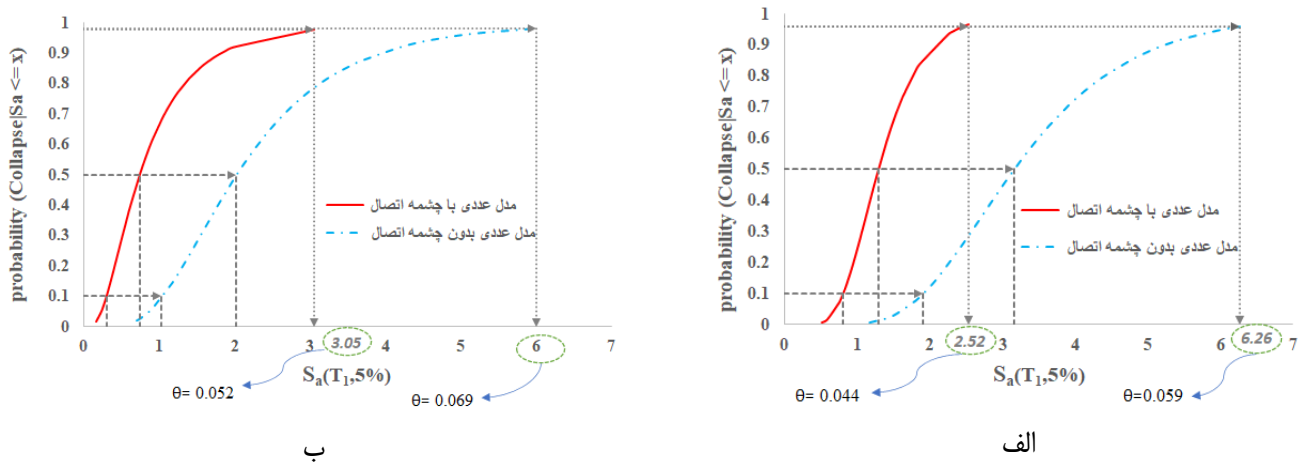 probability (Collapse|Sa <= x)
1
0.9
0.8
0.7
0.6
0.5
0.4
0.3
0.2
0.1
0
مدل عددی با چشمه اتصال
مدل عددی بدون چشمه اتصال
0 1 2 3 4 5 6 7
3.05
Sa(T1,5%)
θ= 0.052
θ= 0.069
ب
probability (Collapse|Sa <= x)
1
0.9
0.8
0.7
0.6
0.5
0.4
0.3
0.2
0.1
0
مدل عددی با چشمه اتصال
مدل عددی بدون چشمه اتصال
0 1 2 3 4 5 6 7
2.52
6.26
Sa(T1,5%)
θ= 0.044
θ=0.059
الف